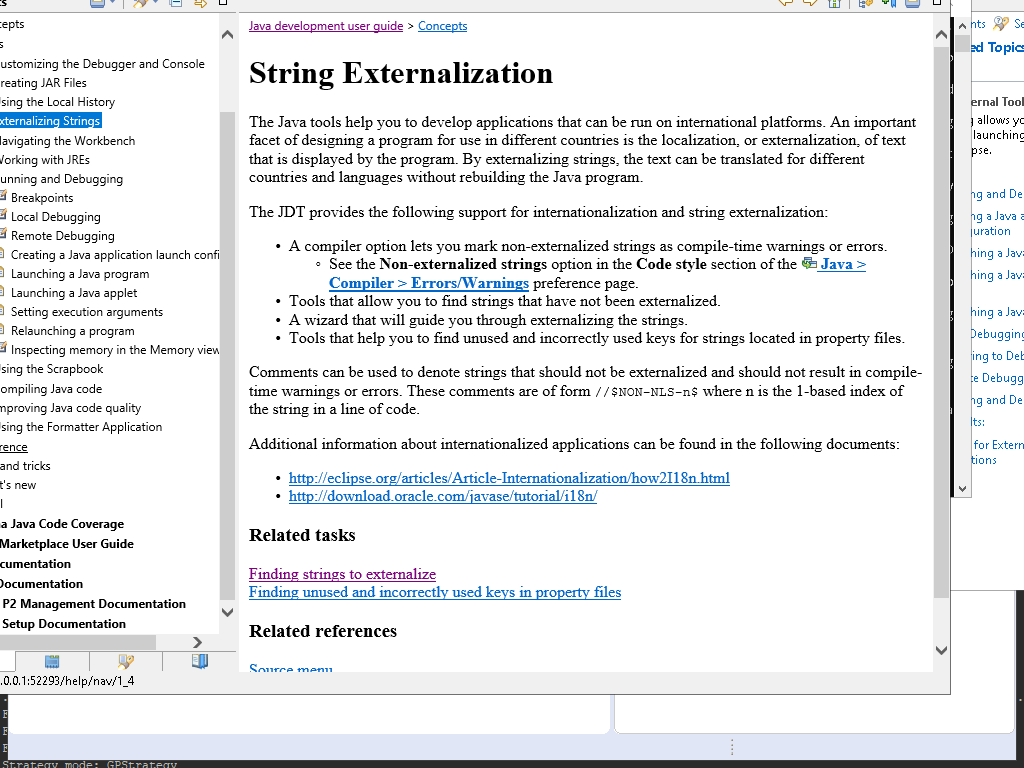 cepts
s
ustomizing the Debugger and Console
reating JAR Files
sing the Local History
xternalizing Strings
avigating the Workbench
orking with JREs
unning and Debugging
Breakpoints
Local Debugging
Remote Debugging
Creating a Java application launch confi
Launching a Java program
Launching a Java applet
Setting execution arguments
Relaunching a program
Inspecting memory in the Memory view
sing the Scrapbook
ompiling Java code
mproving Java code quality
sing the Formatter Application
rence
and tricks
t's new
l
a Java Code Coverage
Marketplace User Guide
cumentation
Documentation
P2 Management Documentation
Setup Documentation
.0.0.1:52293/help/nav/1_4
Java development user guide > Concepts
String Externalization
The Java tools help you to develop applications that can be run on international platforms. An important
facet of designing a program for use in different countries is the localization, or externalization, of text
that is displayed by the program. By externalizing strings, the text can be translated for different
countries and languages without rebuilding the Java program.
The JDT provides the following support for internationalization and string externalization:
• A compiler option lets you mark non-externalized strings as compile-time warnings or errors.
◦ See the Non-externalized strings option in the Code style section of the Java >
Compiler > Errors/Warnings preference page.
• Tools that allow you to find strings that have not been externalized.
• A wizard that will guide you through externalizing the strings.
• Tools that help you to find unused and incorrectly used keys for strings located in property files.
Comments can be used to denote strings that should not be externalized and should not result in compile-
time warnings or errors. These comments are of form //$NON-NLS-n$ where n is the 1-based index of
the string in a line of code.
Additional information about internationalized applications can be found in the following documents:
• http://eclipse.org/articles/Article-Internationalization/how2I18n.html
• http://download.oracle.com/javase/tutorial/i18n/
Related tasks
Finding strings to externalize
Finding unused and incorrectly used keys in property files
Related references
Source menu
nts Se
ed Topics
ernal Tool
allows yo
launching
pse.
ng and De
g a Java a
uration
hing a Java
hing a Java
hing a Java
Debugging
ing to Deb
te Debugg
ng and De
lts:
for Extern
tions
Strategy mode: GPStrategy